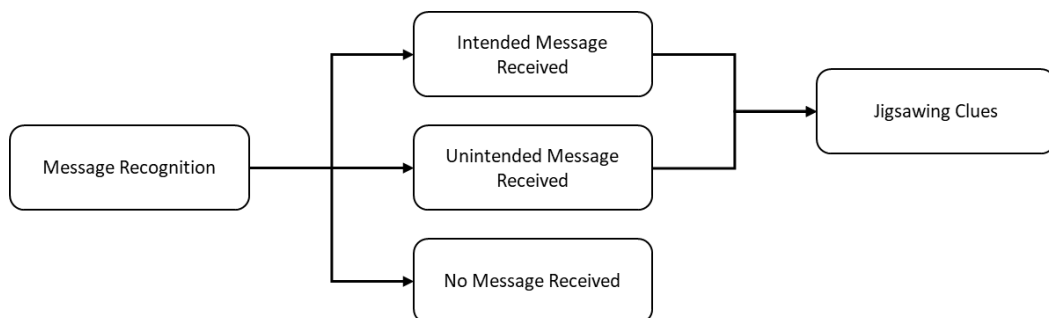 Message Recognition
Intended Message
Received
Unintended Message
Received
No Message Received
Jigsawing Clues